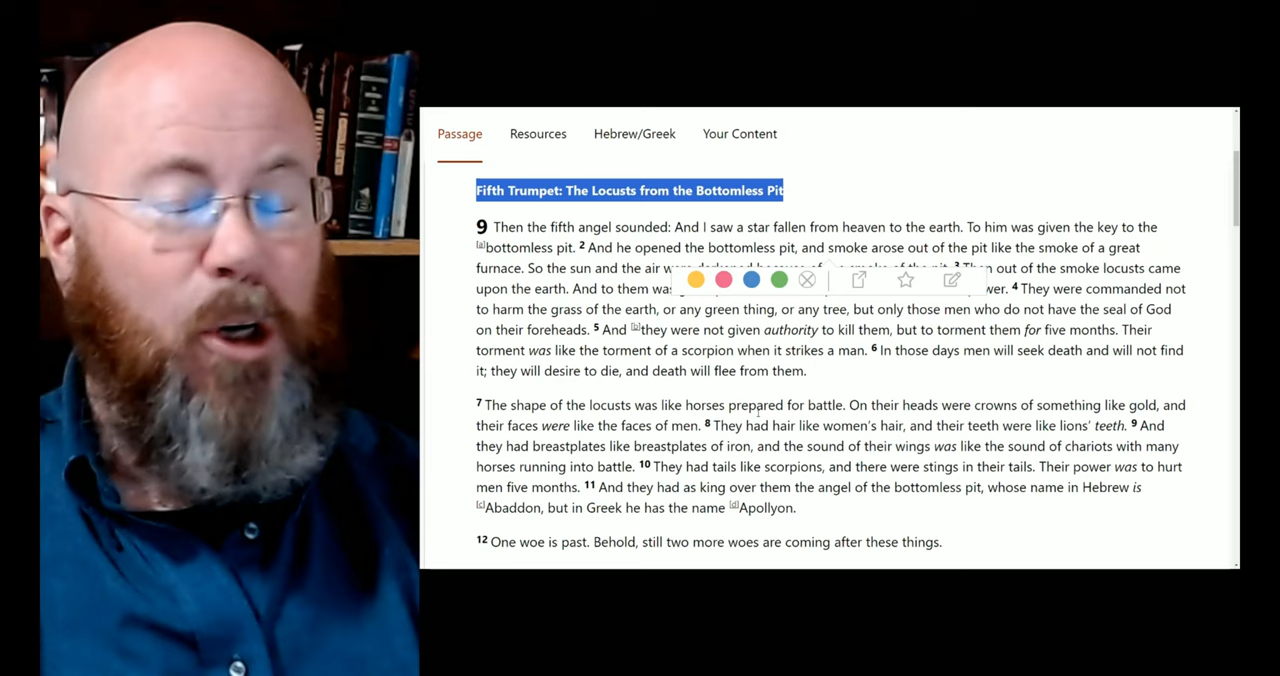 Passage Resources Hebrew/Greek Your Content
Fifth Trumpet: The Locusts from the Bottomless Pit
9 Then the fifth angel sounded: And I saw a star fallen from heaven to the earth. To him was given the key to the
[a]bottomless pit. 2 And he opened the bottomless pit, and smoke arose out of the pit like the smoke of a great
furnace. So the sun and the air out of the smoke locusts came
upon the earth. And to them They were commanded not
to harm the grass of the earth, or any green thing, or any tree, but only those men who do not have the seal of God
on their foreheads. 5 And [b]they were not given authority to kill them, but to torment them for five months. Their
torment was like the torment of a scorpion when it strikes a man. 6 In those days men will seek death and will not find
it; they will desire to die, and death will flee from them.
7 The shape of the locusts was like horses prepared for battle. On their heads were crowns of something like gold, and
their faces were like the faces of men. 8 They had hair like women's hair, and their teeth were like lions' teeth. 9 And
they had breastplates like breastplates of iron, and the sound of their wings was like the sound of chariots with many
horses running into battle. 10 They had tails like scorpions, and there were stings in their tails. Their power was to hurt
men five months. 11 And they had as king over them the angel of the bottomless pit, whose name in Hebrew is
[c]Abaddon, but in Greek he has the name [d]Apollyon.
12 One woe is past. Behold, still two more woes are coming after these things.